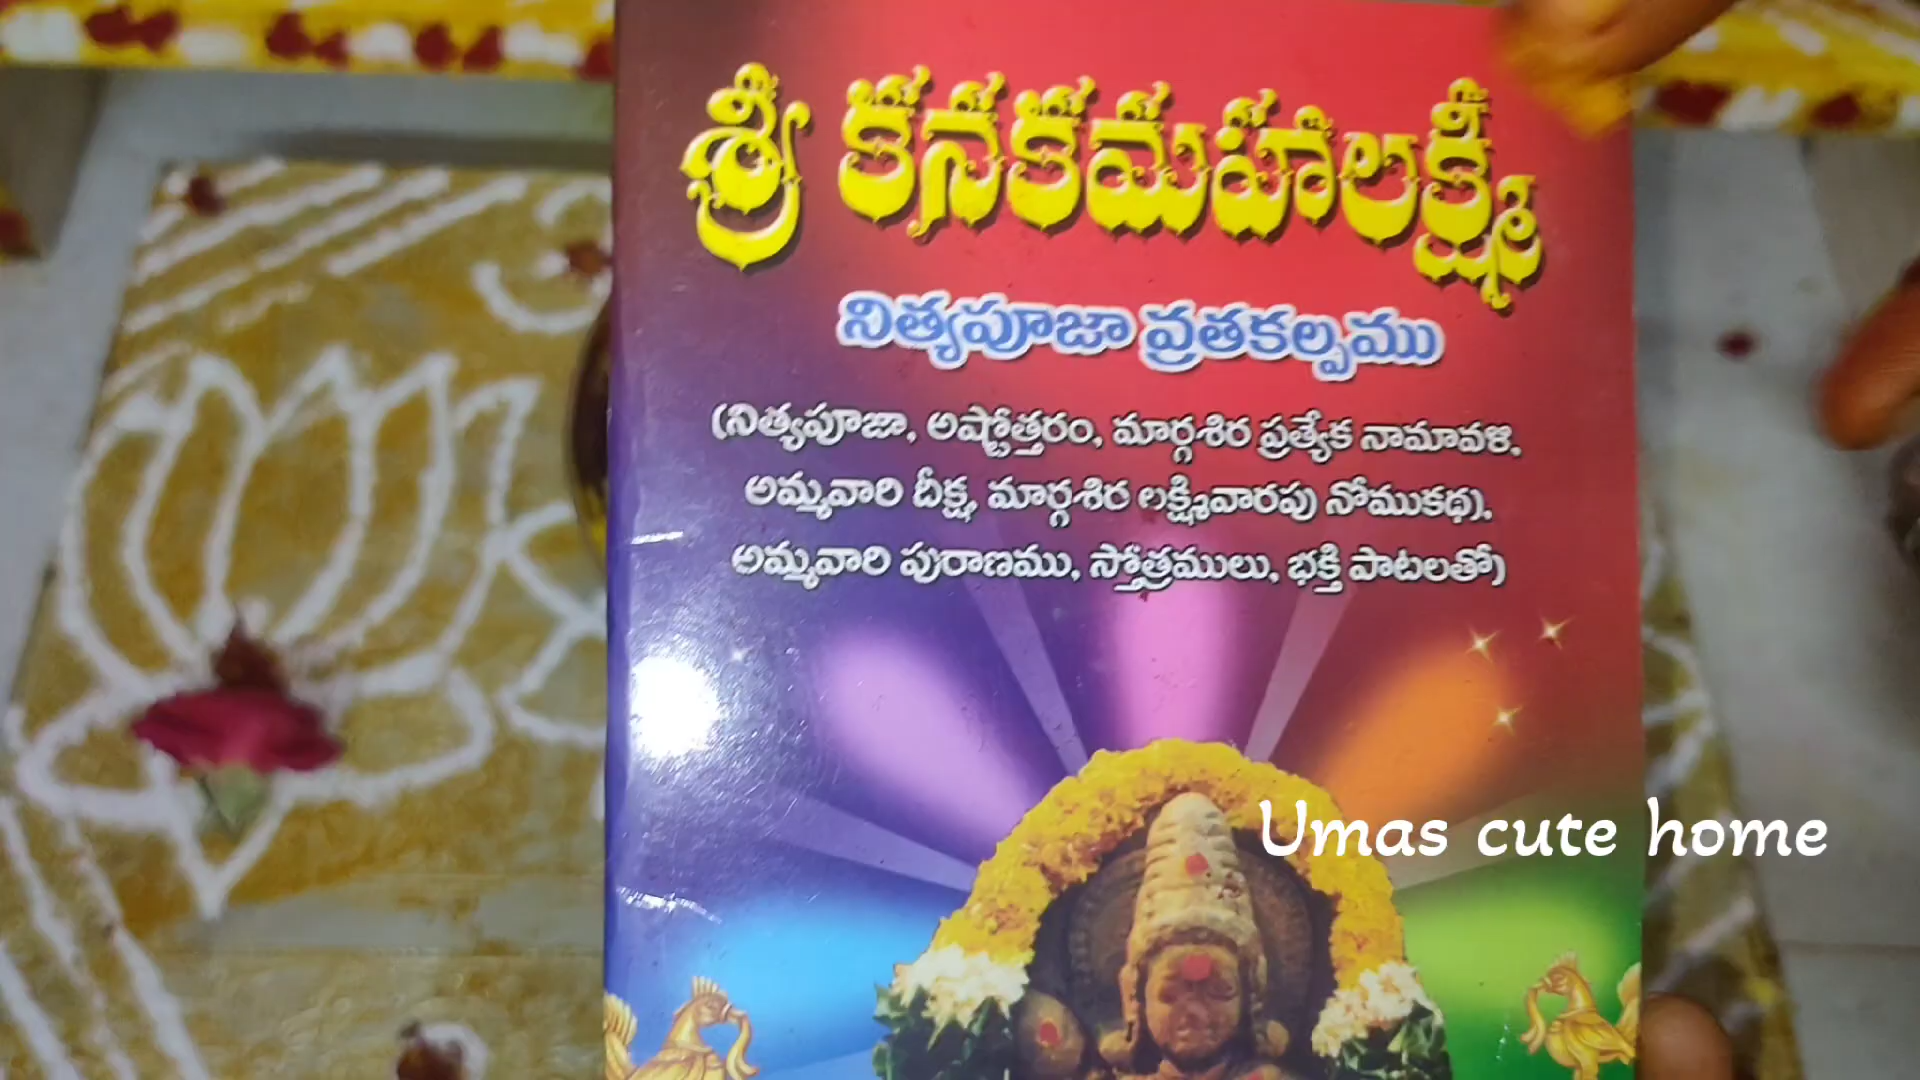 శ్రీ కనకమహాలక్ష్మీ
నిత్యపూజా వ్రతకల్పము
(నిత్యపూజా, అష్టోత్తరం, మార్గశిర ప్రత్యేక నామావళి,
అమ్మవారి దీక్ష, మార్గశిర లక్ష్మీవారపు నోముకథ),
అమ్మవారి పురాణము, స్తోత్రములు, భక్తి పాటలతో)
Umas cute home